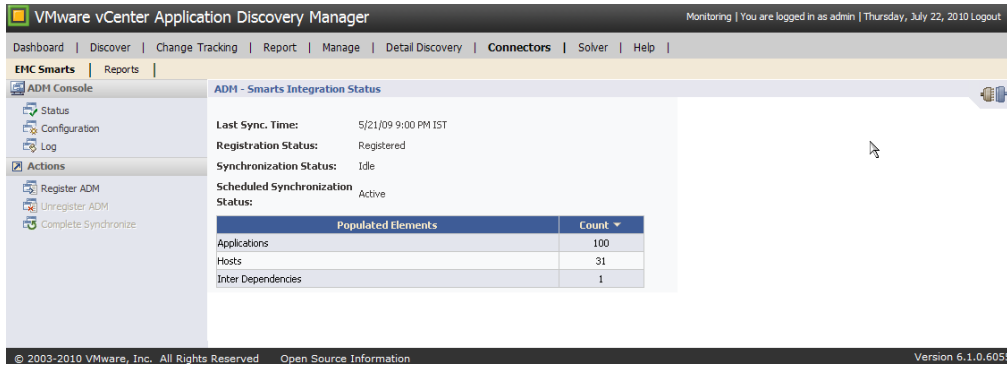 VMware vCenter Application Discovery Manager
Monitoring | You are logged in as admin | Thursday, July 22, 2010 Logout
Dashboard | Discover | Change Tracking | Report | Manage | Detail Discovery | Connectors | Solver | Help |
EMC Smarts | Reports |
ADM Console
Status
Configuration
Log
Actions
Register ADM
Unregister ADM
Complete Synchronize
ADM - Smarts Integration Status
Last Sync. Time: 5/21/09 9:00 PM IST
Registration Status: Registered
Synchronization Status: Idle
Scheduled Synchronization Status: Active
Populated Elements Count
Applications 100
Hosts 31
Inter Dependencies 1
© 2003-2010 VMware, Inc. All Rights Reserved Open Source Information
Version 6.1.0.6055